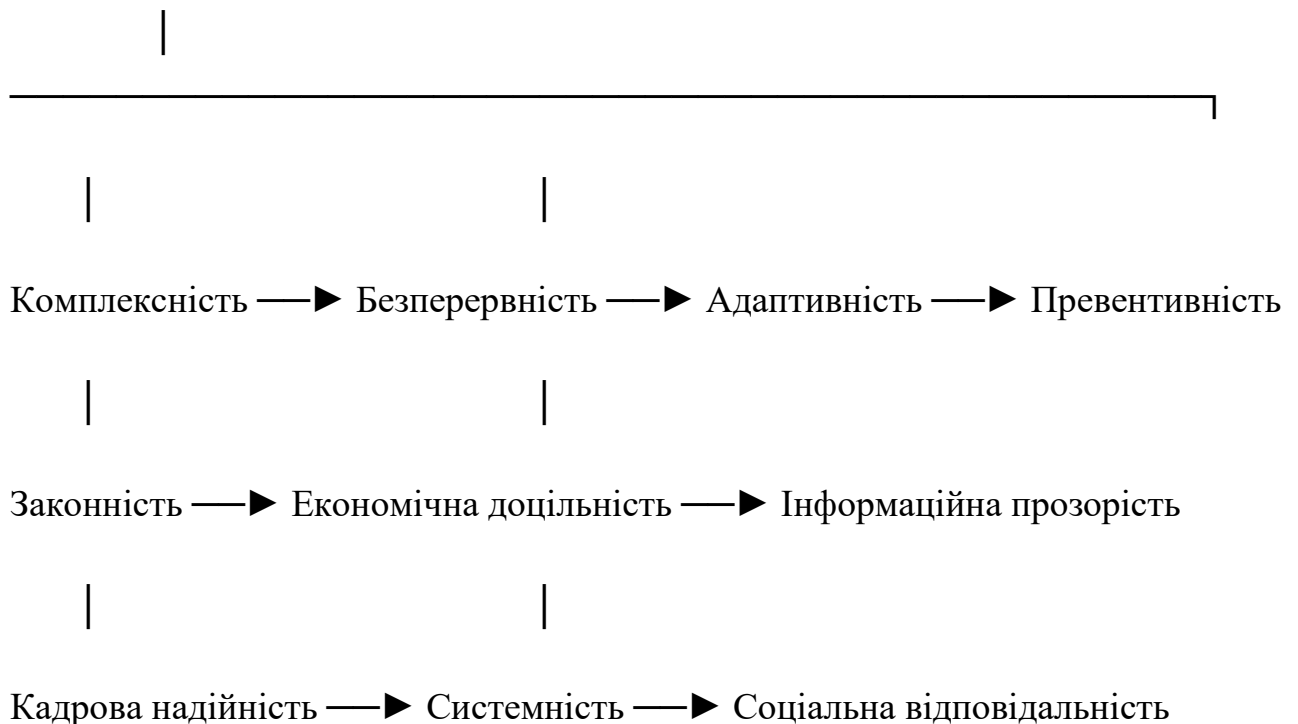 Комплексність ──► Безперервність ──► Адаптивність ──► Превентивність
Законність ──► Економічна доцільність ──► Інформаційна прозорість
Кадрова надійність ──► Системність ──► Соціальна відповідальність